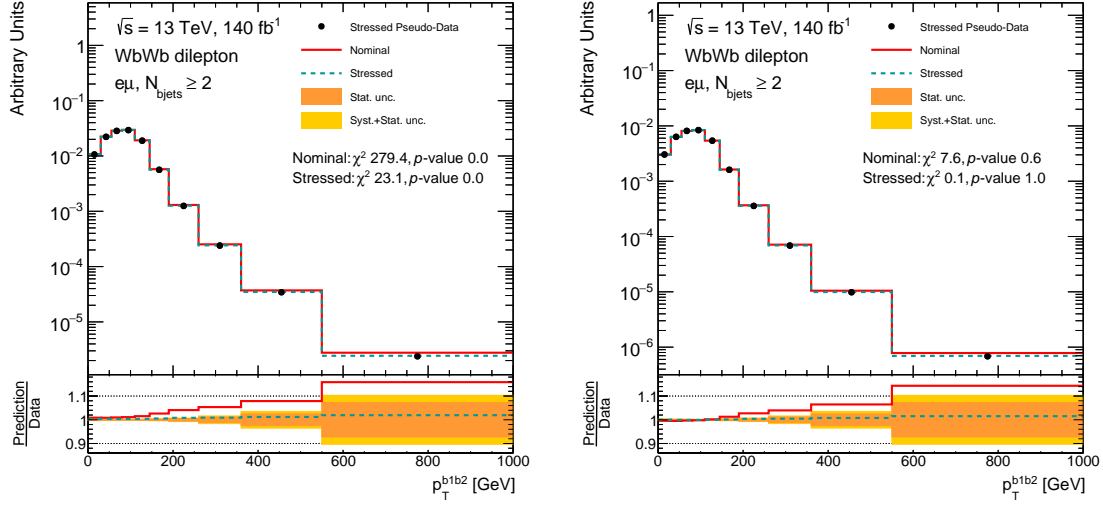 Arbitrary Units
√s = 13 TeV, 140 fb⁻¹
WbWb dilepton
eμ, N_bjets ≥ 2
Stressed Pseudo-Data
Nominal
Stressed
Stat. unc.
Syst.+Stat. unc.
Nominal: χ² 279.4, p-value 0.0
Stressed: χ² 23.1, p-value 0.0
1
10⁻¹
10⁻²
10⁻³
10⁻⁴
10⁻⁵
Prediction
Data
1.1
1
0.9
0 200 400 600 800 1000
p_T^b1b2 [GeV]
Arbitrary Units
√s = 13 TeV, 140 fb⁻¹
WbWb dilepton
eμ, N_bjets ≥ 2
Stressed Pseudo-Data
Nominal
Stressed
Stat. unc.
Syst.+Stat. unc.
Nominal: χ² 7.6, p-value 0.6
Stressed: χ² 0.1, p-value 1.0
1
10⁻¹
10⁻²
10⁻³
10⁻⁴
10⁻⁵
10⁻⁶
Prediction
Data
1.1
1
0.9
0 200 400 600 800 1000
p_T^b1b2 [GeV]